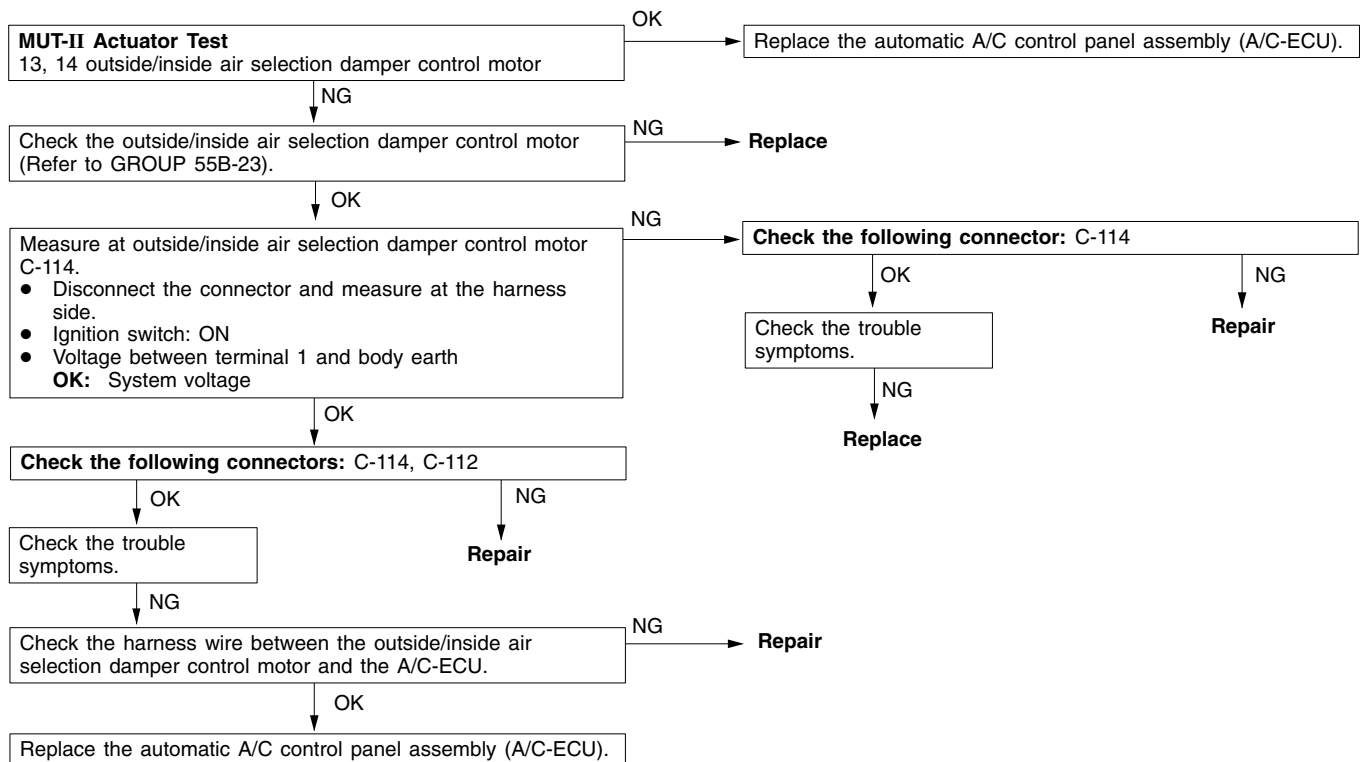 OK
MUT-II Actuator Test
13, 14 outside/inside air selection damper control motor
Replace the automatic A/C control panel assembly (A/C-ECU).
NG
Check the outside/inside air selection damper control motor
(Refer to GROUP 55B-23).
NG
Replace
OK
Measure at outside/inside air selection damper control motor
C-114.
● Disconnect the connector and measure at the harness
side.
● Ignition switch: ON
● Voltage between terminal 1 and body earth
OK: System voltage
NG
Check the following connector: C-114
OK
NG
Check the trouble
symptoms.
Repair
NG
Replace
OK
Check the following connectors: C-114, C-112
OK
NG
Check the trouble
symptoms.
Repair
NG
Check the harness wire between the outside/inside air
selection damper control motor and the A/C-ECU.
NG
Repair
OK
Replace the automatic A/C control panel assembly (A/C-ECU).